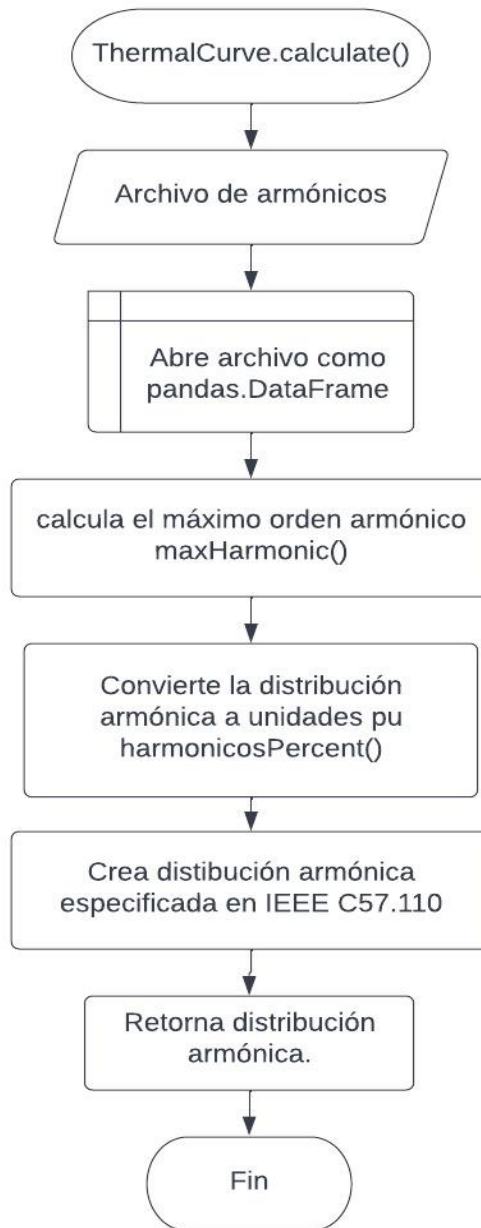 ThermalCurve.calculate()
Archivo de armónicos
Abre archivo como
pandas.DataFrame
calcula el máximo orden armónico
maxHarmonic()
Convierte la distribución
armónica a unidades pu
harmonicosPercent()
Crea distibución armónica
especificada en IEEE C57.110
Retorna distribución
armónica.
Fin